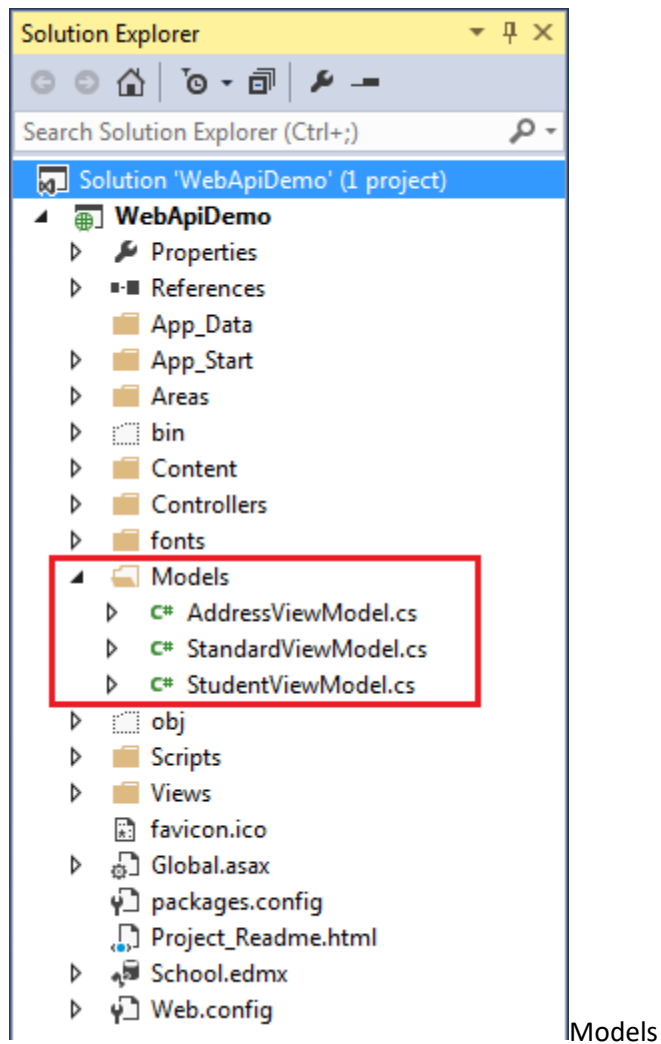 Solution Explorer
Search Solution Explorer (Ctrl+;)
Solution 'WebApiDemo' (1 project)
WebApiDemo
Properties
References
App_Data
App_Start
Areas
bin
Content
Controllers
fonts
Models
C# AddressViewModel.cs
C# StandardViewModel.cs
C# StudentViewModel.cs
obj
Scripts
Views
favicon.ico
Global.asax
packages.config
Project_Readme.html
School.edmx
Web.config
Models